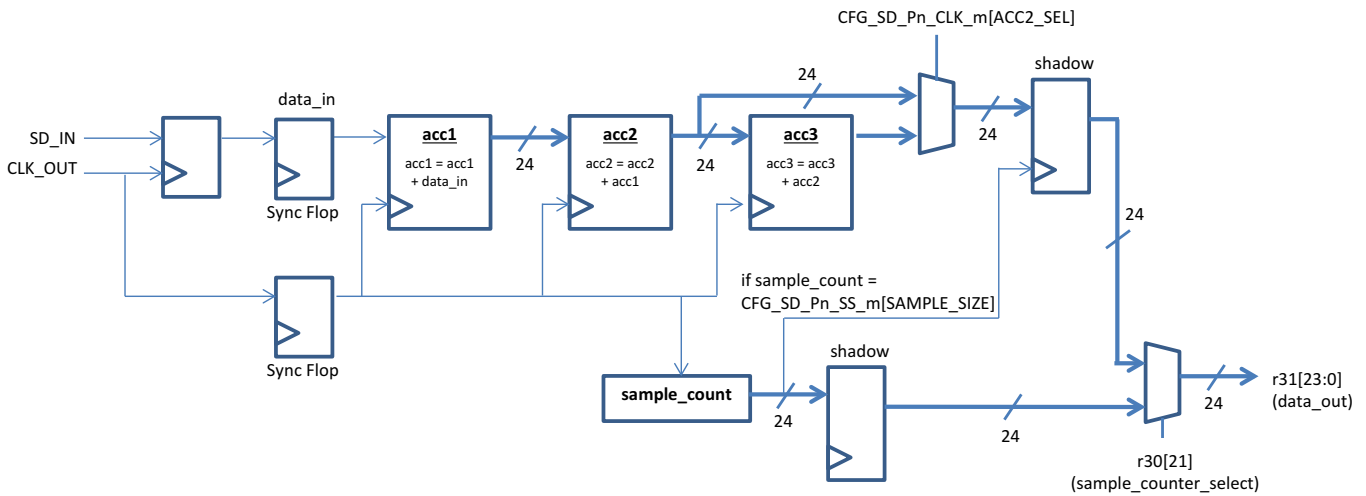 CFG_SD_Pn_CLK_m[ACC2_SEL]
shadow
24
data_in
SD_IN
CLK_OUT
acc1
acc1 = acc1
+ data_in
24
acc2
acc2 = acc2
+ acc1
24
acc3
acc3 = acc3
+ acc2
24
Sync Flop
24
if sample_count =
CFG_SD_Pn_SS_m[SAMPLE_SIZE]
Sync Flop
shadow
sample_count
24
24
24
r31[23:0]
(data_out)
r30[21]
(sample_counter_select)